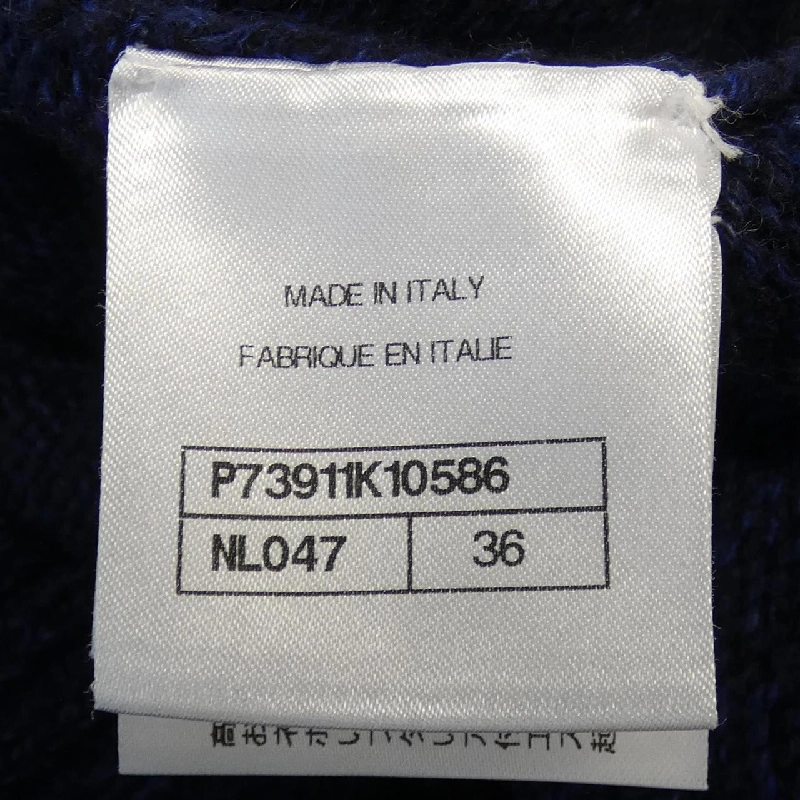 MADE IN ITALY
FABRIQUE EN ITALIE
P73911K10586
NL047 36